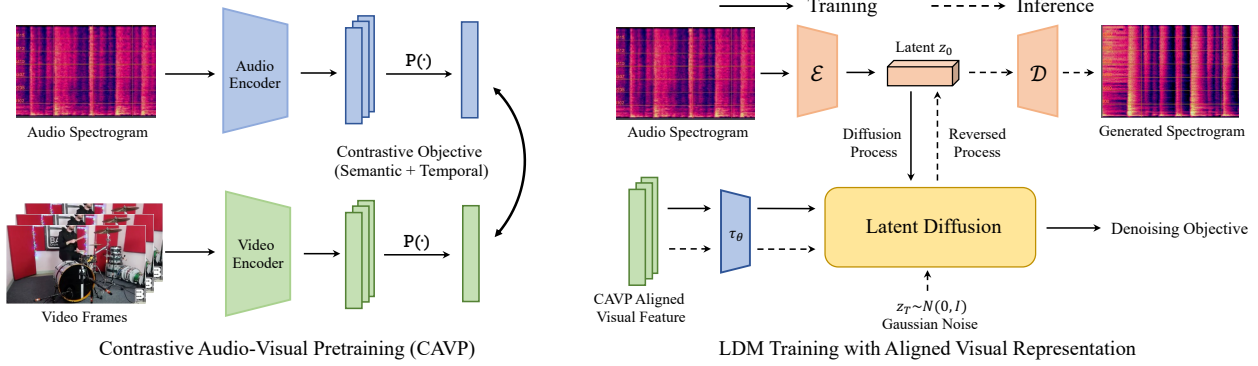 Audio
Encoder
P(·)
Audio Spectrogram
Contrastive Objective
(Semantic + Temporal)
Video
Encoder
P(·)
Video Frames
Contrastive Audio-Visual Pretraining (CAVP)
Training
Inference
Latent z₀
ℰ
𝒟
Audio Spectrogram
Generated Spectrogram
Diffusion
Process
Reversed
Process
τ_θ
Latent Diffusion
Denoising Objective
CAVP Aligned
Visual Feature
z_T~N(0, I)
Gaussian Noise
LDM Training with Aligned Visual Representation